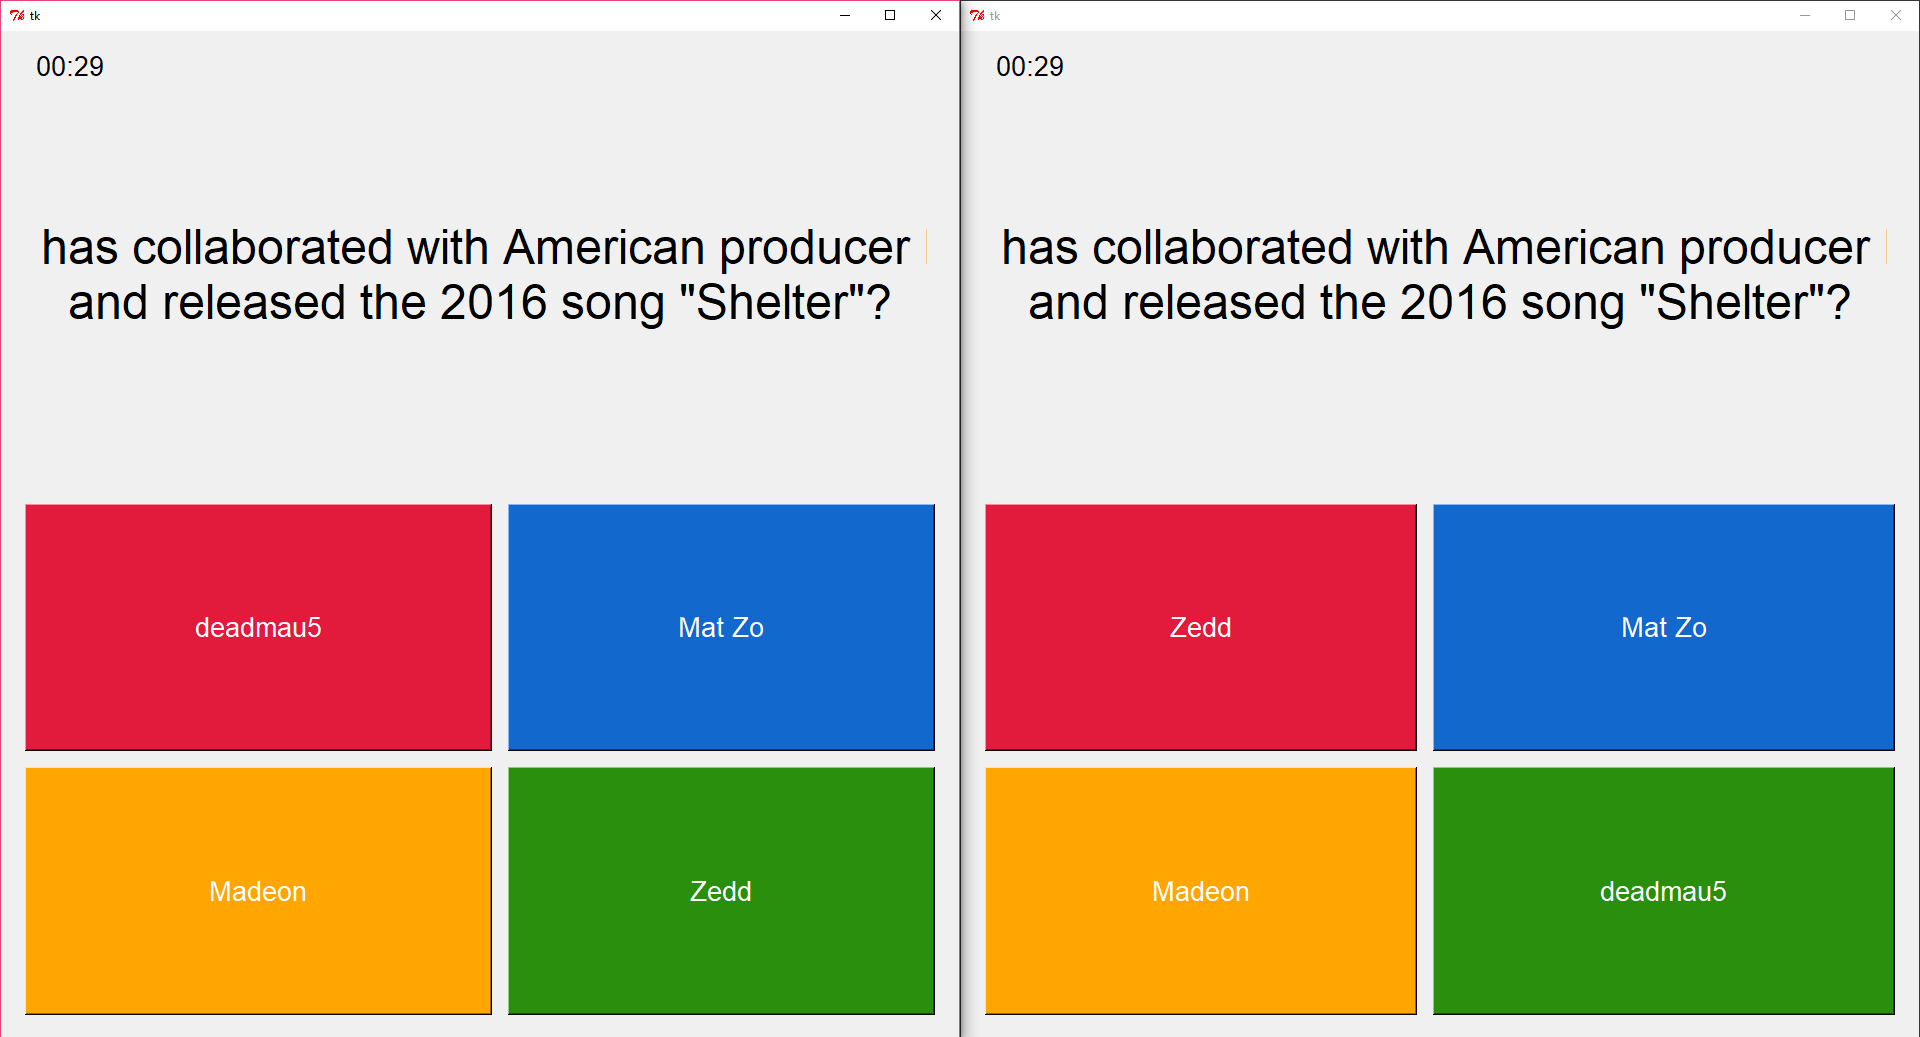 tk
00:29
has collaborated with American producer
and released the 2016 song "Shelter"?
deadmau5
Mat Zo
Madeon
Zedd
tk
00:29
has collaborated with American producer
and released the 2016 song "Shelter"?
Zedd
Mat Zo
Madeon
deadmau5